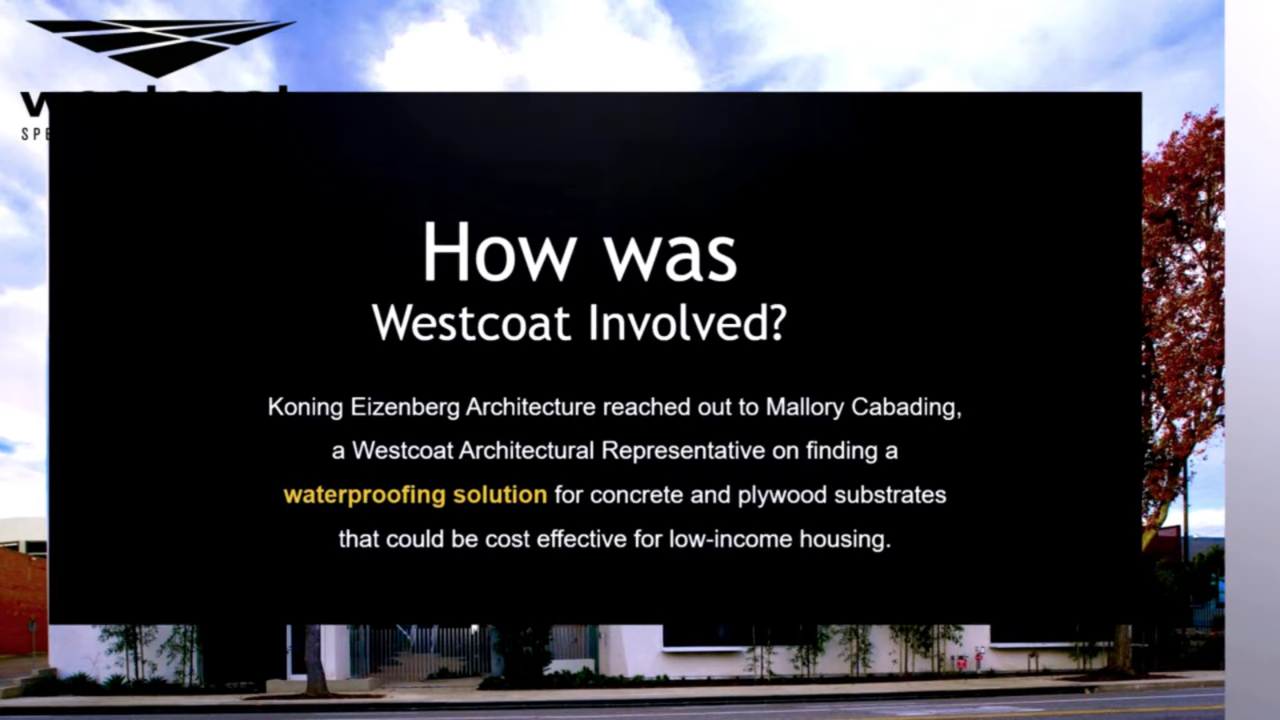 How was
Westcoat Involved?
Koning Eizenberg Architecture reached out to Mallory Cabading,
a Westcoat Architectural Representative on finding a
waterproofing solution for concrete and plywood substrates
that could be cost effective for low-income housing.